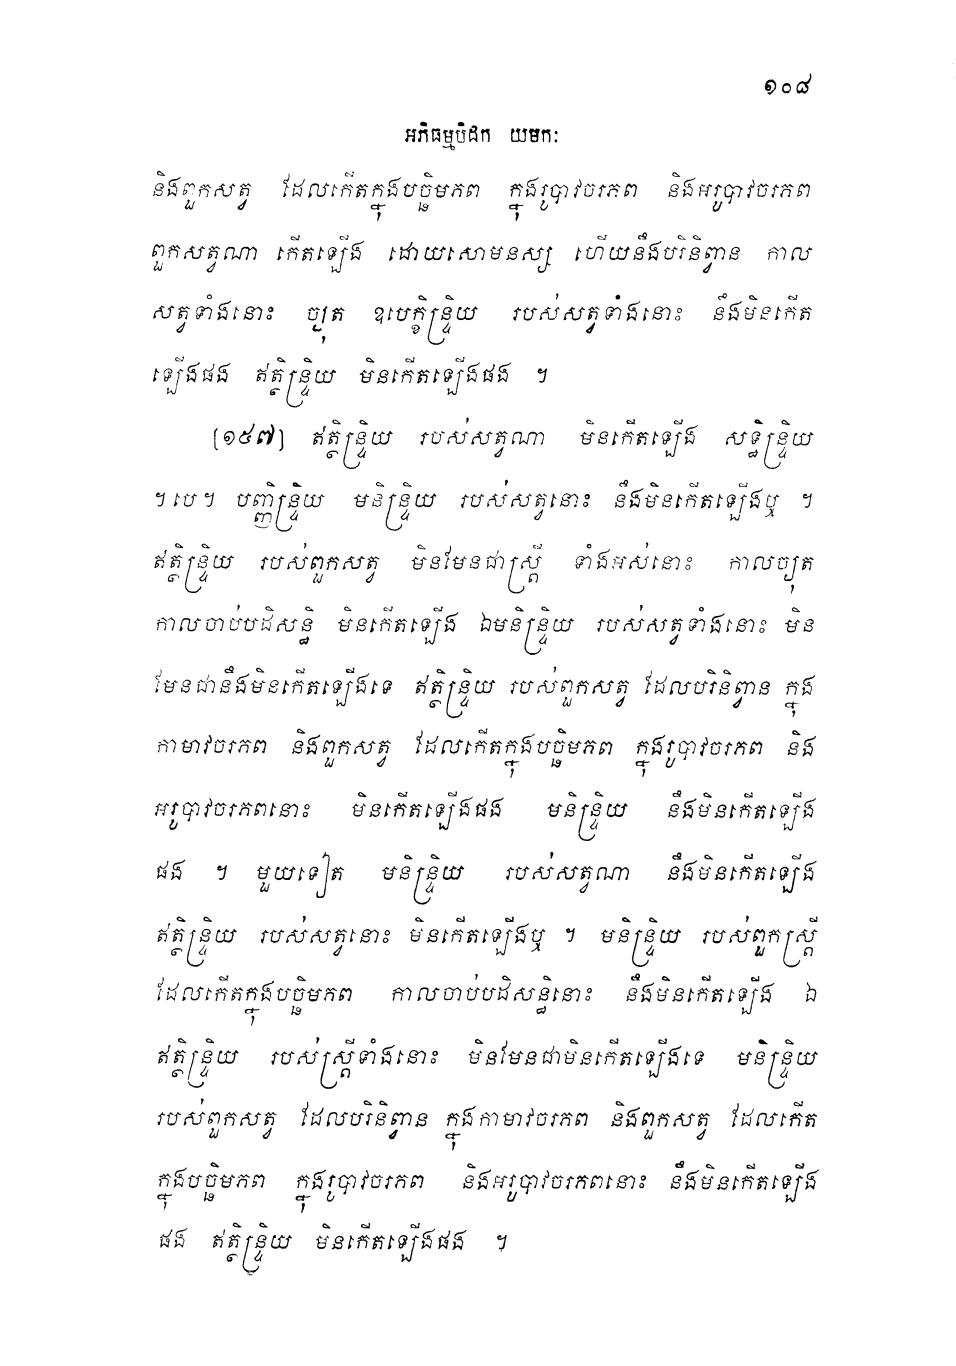 ១០៨
អភិធម្មបិដក យមកៈ
និងពួកសត្វ ដែលកើតក្នុងបច្ឆិមភព ក្នុងរូបាវចរភព និងអរូបាវចរភព
ពួកសត្វណា កើតឡើង ដោយសោមនស្ស ហើយនឹងបរិនិព្វាន កាល
សត្វទាំងនោះ ច្យុត ឧបេក្ខិន្ទ្រិយ របស់សត្វទាំងនោះ នឹងមិនកើត
ឡើងផង ឥត្ថិន្ទ្រិយ មិនកើតឡើងផង ។
[១៥៧] ឥត្ថិន្ទ្រិយ របស់សត្វណា មិនកើតឡើង សទ្ធិន្ទ្រិយ
។ បេ ។ បញ្ញិន្ទ្រិយ មនិន្ទ្រិយ របស់សត្វនោះ នឹងមិនកើតឡើងឬ ។
ឥត្ថិន្ទ្រិយ របស់ពួកសត្វ មិនមែនជាស្ត្រី ទាំងអស់នោះ កាលច្យុត
កាលចាប់បដិសន្ធិ មិនកើតឡើង ឯមនិន្ទ្រិយ របស់សត្វទាំងនោះ មិន
មែនជានឹងមិនកើតឡើងទេ ឥត្ថិន្ទ្រិយ របស់ពួកសត្វ ដែលបរិនិព្វាន ក្នុង
កាមាវចរភព និងពួកសត្វ ដែលកើតក្នុងបច្ឆិមភព ក្នុងរូបាវចរភព និង
អរូបាវចរភពនោះ មិនកើតឡើងផង មនិន្ទ្រិយ នឹងមិនកើតឡើង
ផង ។ មួយទៀត មនិន្ទ្រិយ របស់សត្វណា នឹងមិនកើតឡើង
ឥត្ថិន្ទ្រិយ របស់សត្វនោះ មិនកើតឡើងឬ ។ មនិន្ទ្រិយ របស់ពួកស្ត្រី
ដែលកើតក្នុងបច្ឆិមភព កាលចាប់បដិសន្ធិនោះ នឹងមិនកើតឡើង ឯ
ឥត្ថិន្ទ្រិយ របស់ស្ត្រីទាំងនោះ មិនមែនជាមិនកើតឡើងទេ មនិន្ទ្រិយ
របស់ពួកសត្វ ដែលបរិនិព្វាន ក្នុងកាមាវចរភព និងពួកសត្វ ដែលកើត
ក្នុងបច្ឆិមភព ក្នុងរូបាវចរភព និងអរូបាវចរភពនោះ នឹងមិនកើតឡើង
ផង ឥត្ថិន្ទ្រិយ មិនកើតឡើងផង ។